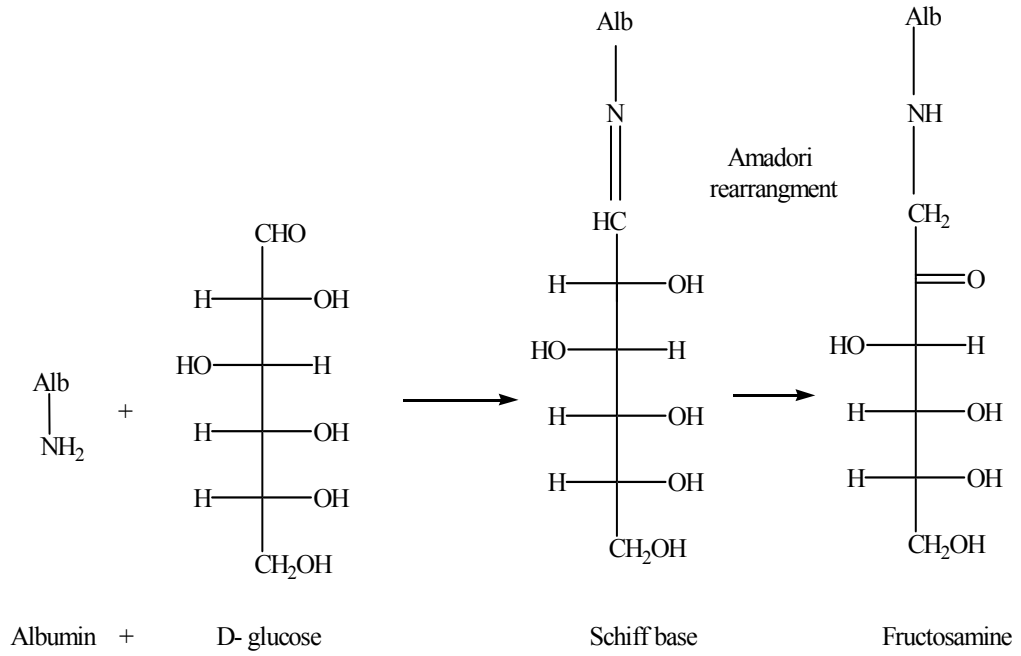 Alb
NH2
+
CHO
H OH
HO H
H OH
H OH
CH2OH
Alb
N
HC
H OH
HO H
H OH
H OH
CH2OH
Amadori
rearrangment
Alb
NH
CH2
O
HO H
H OH
H OH
CH2OH
Albumin + D- glucose Schiff base Fructosamine